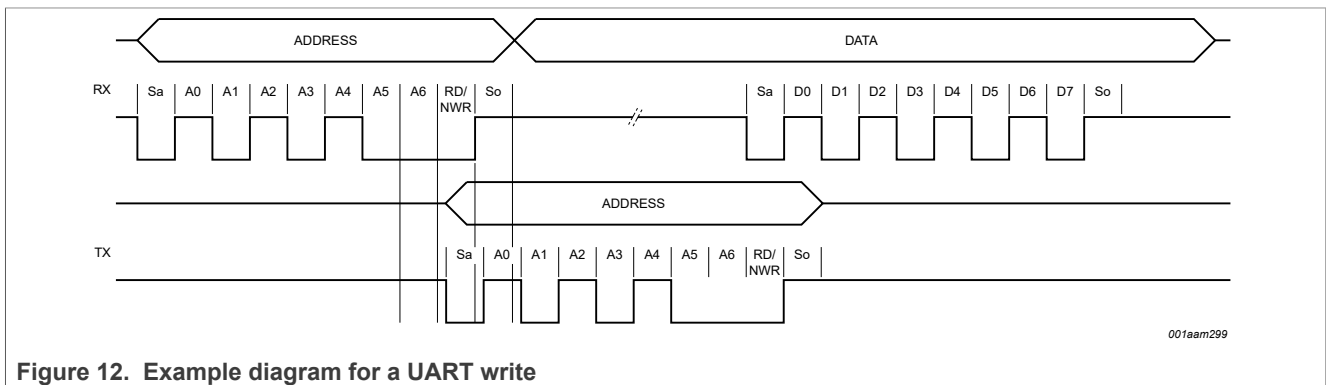 ADDRESS DATA
RX Sa A0 A1 A2 A3 A4 A5 A6 RD/ So Sa D0 D1 D2 D3 D4 D5 D6 D7 So
NWR
ADDRESS
TX Sa A0 A1 A2 A3 A4 A5 A6 RD/ So
NWR
001aam299
Figure 12. Example diagram for a UART write